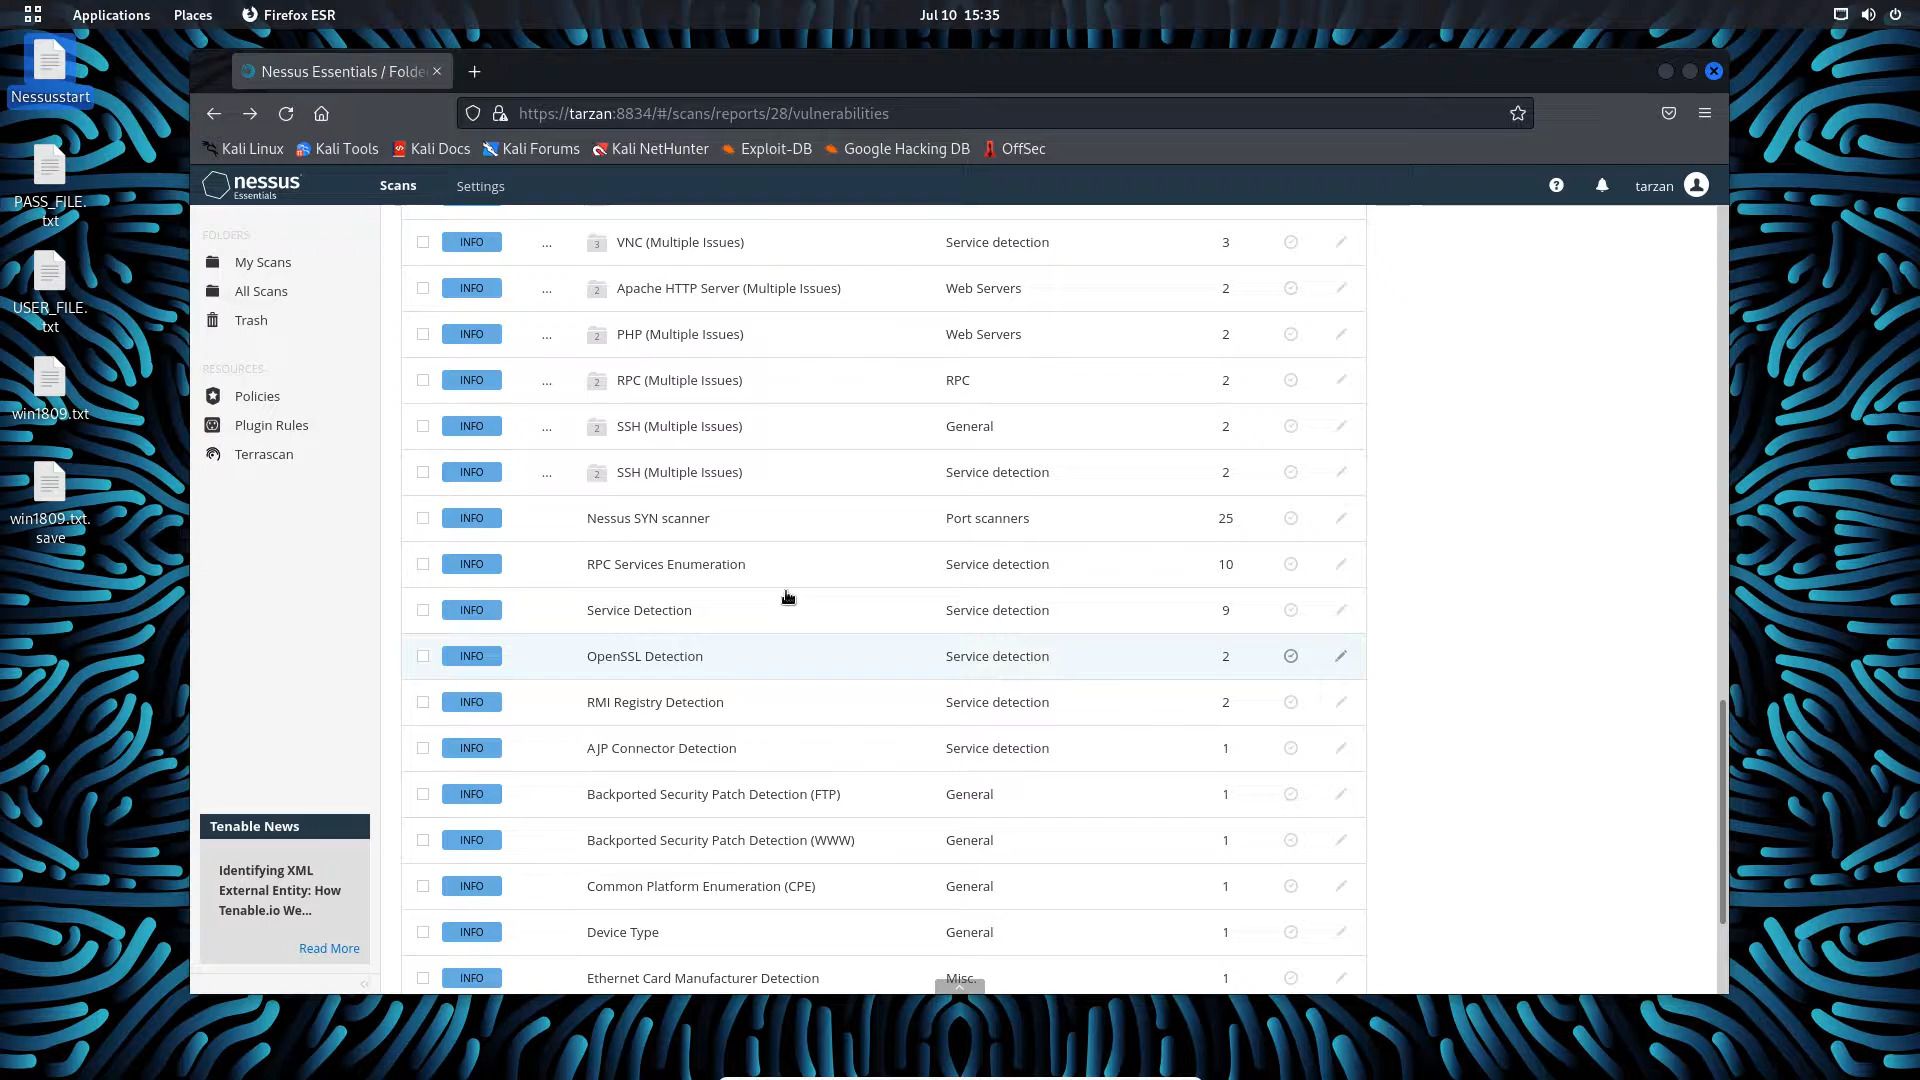 Applications Places Firefox ESR Jul 10 15:35
Nessusstart
PASS_FILE.
txt
USER_FILE.
txt
win1809.txt
win1809.txt.
save
Nessus Essentials / Folde
https://tarzan:8834/#/scans/reports/28/vulnerabilities
Kali Linux Kali Tools Kali Docs Kali Forums Kali NetHunter Exploit-DB Google Hacking DB OffSec
nessus
Essentials
Scans Settings tarzan
FOLDERS
My Scans
All Scans
Trash
RESOURCES
Policies
Plugin Rules
Terrascan
Tenable News
Identifying XML
External Entity: How
Tenable.io We...
Read More
INFO ... 3 VNC (Multiple Issues) Service detection 3
INFO ... 2 Apache HTTP Server (Multiple Issues) Web Servers 2
INFO ... 2 PHP (Multiple Issues) Web Servers 2
INFO ... 2 RPC (Multiple Issues) RPC 2
INFO ... 2 SSH (Multiple Issues) General 2
INFO ... 2 SSH (Multiple Issues) Service detection 2
INFO Nessus SYN scanner Port scanners 25
INFO RPC Services Enumeration Service detection 10
INFO Service Detection Service detection 9
INFO OpenSSL Detection Service detection 2
INFO RMI Registry Detection Service detection 2
INFO AJP Connector Detection Service detection 1
INFO Backported Security Patch Detection (FTP) General 1
INFO Backported Security Patch Detection (WWW) General 1
INFO Common Platform Enumeration (CPE) General 1
INFO Device Type General 1
INFO Ethernet Card Manufacturer Detection Misc. 1